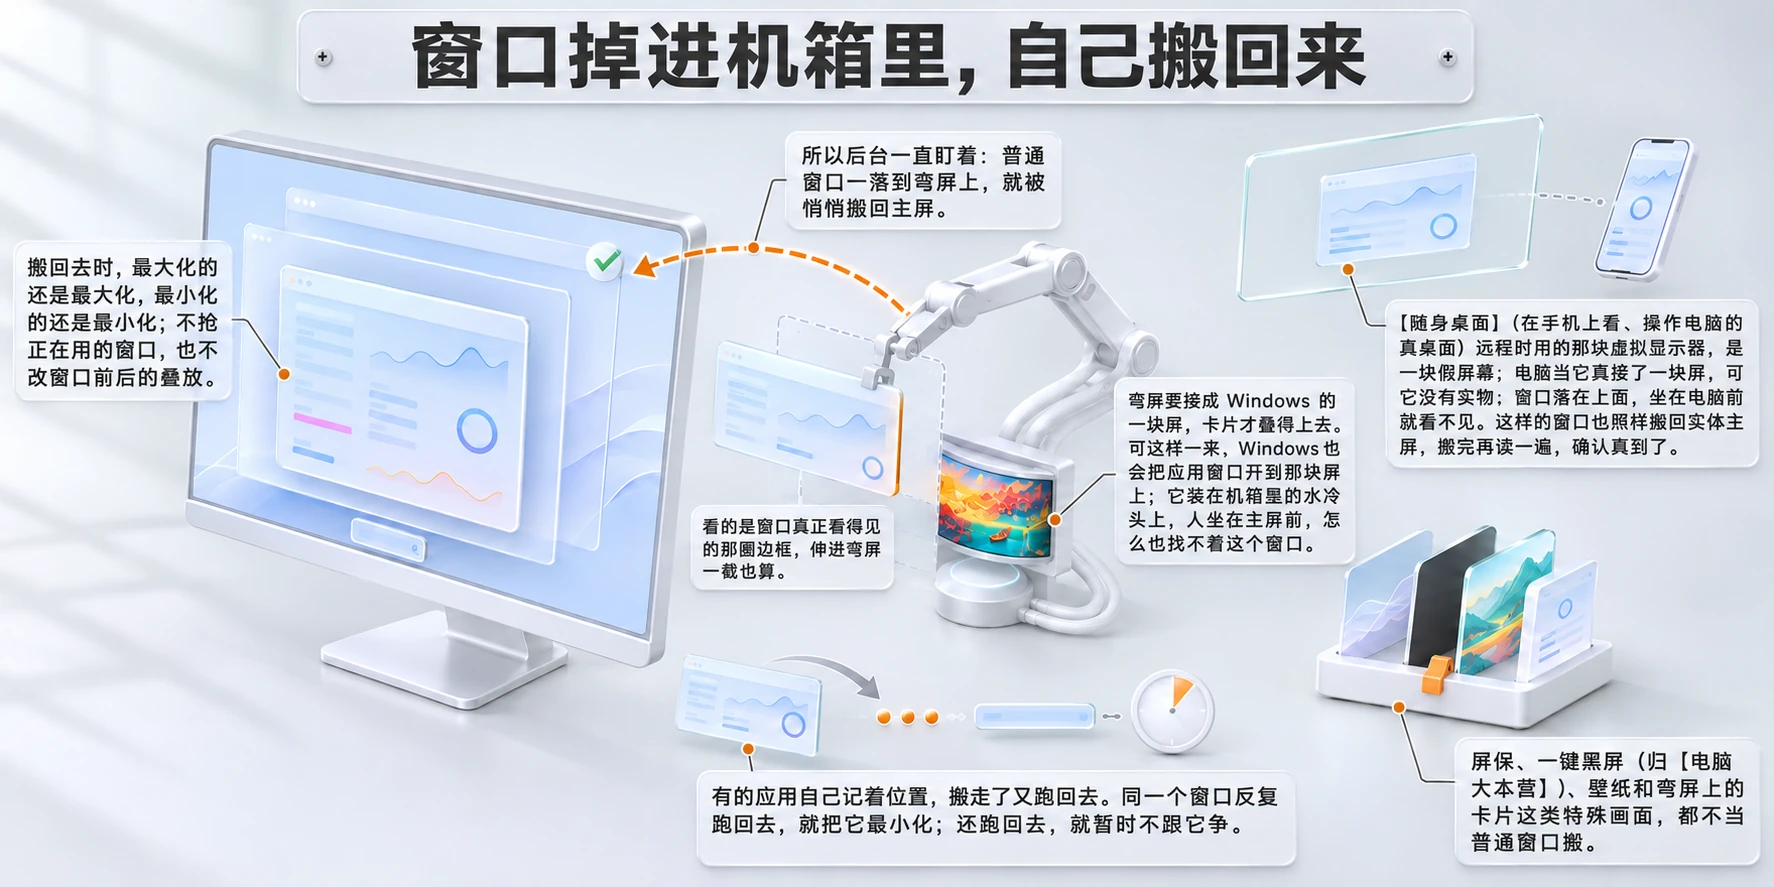 窗口掉进机箱里，自己搬回来
所以后台一直盯着：普通
窗口一落到弯屏上，就被
悄悄搬回主屏。
搬回去时，最大化的
还是最大化，最小化
的还是最小化；不抢
正在用的窗口，也不
改窗口前后的叠放。
【随身桌面】（在手机上看、操作电脑的
真桌面）远程时用的那块虚拟显示器，是
一块假屏幕；电脑当它真接了一块屏，可
它没有实物；窗口落在上面，坐在电脑前
就看不见。这样的窗口也照样搬回实体主
屏，搬完再读一遍，确认真到了。
弯屏要接成 Windows 的
一块屏，卡片才叠得上去。
可这样一来，Windows 也
会把应用窗口开到那块屏
上；它装在机箱里的水冷
头上，人坐在主屏前，怎
么也找不着这个窗口。
看的是窗口真正看得见
的那圈边框，伸进弯屏
一截也算。
有的应用自己记着位置，搬走了又跑回去。同一个窗口反复
跑回去，就把它最小化；还跑回去，就暂时不跟它争。
屏保、一键黑屏（归【电脑
大本营】）、壁纸和弯屏上的
卡片这类特殊画面，都不当
普通窗口搬。